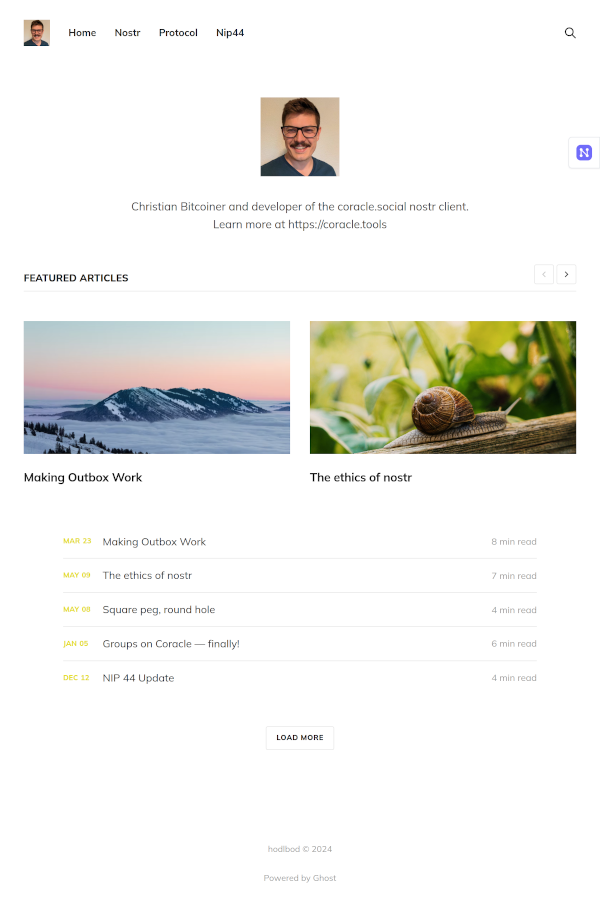 Home Nostr Protocol Nip44
N
Christian Bitcoiner and developer of the coracle.social nostr client.
Learn more at https://coracle.tools
FEATURED ARTICLES
Making Outbox Work
The ethics of nostr
MAR 23 Making Outbox Work 8 min read
MAY 09 The ethics of nostr 7 min read
MAY 08 Square peg, round hole 4 min read
JAN 05 Groups on Coracle — finally! 6 min read
DEC 12 NIP 44 Update 4 min read
LOAD MORE
hodlbod © 2024
Powered by Ghost